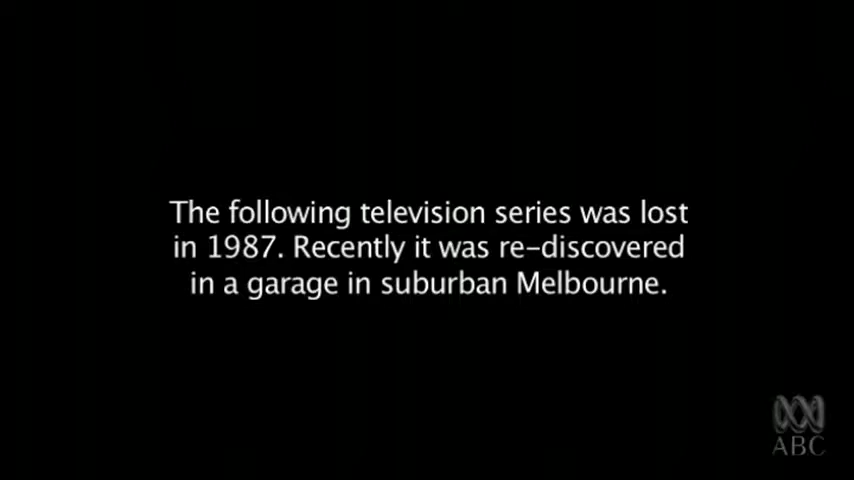 The following television series was lost
in 1987. Recently it was re-discovered
in a garage in suburban Melbourne.
ABC